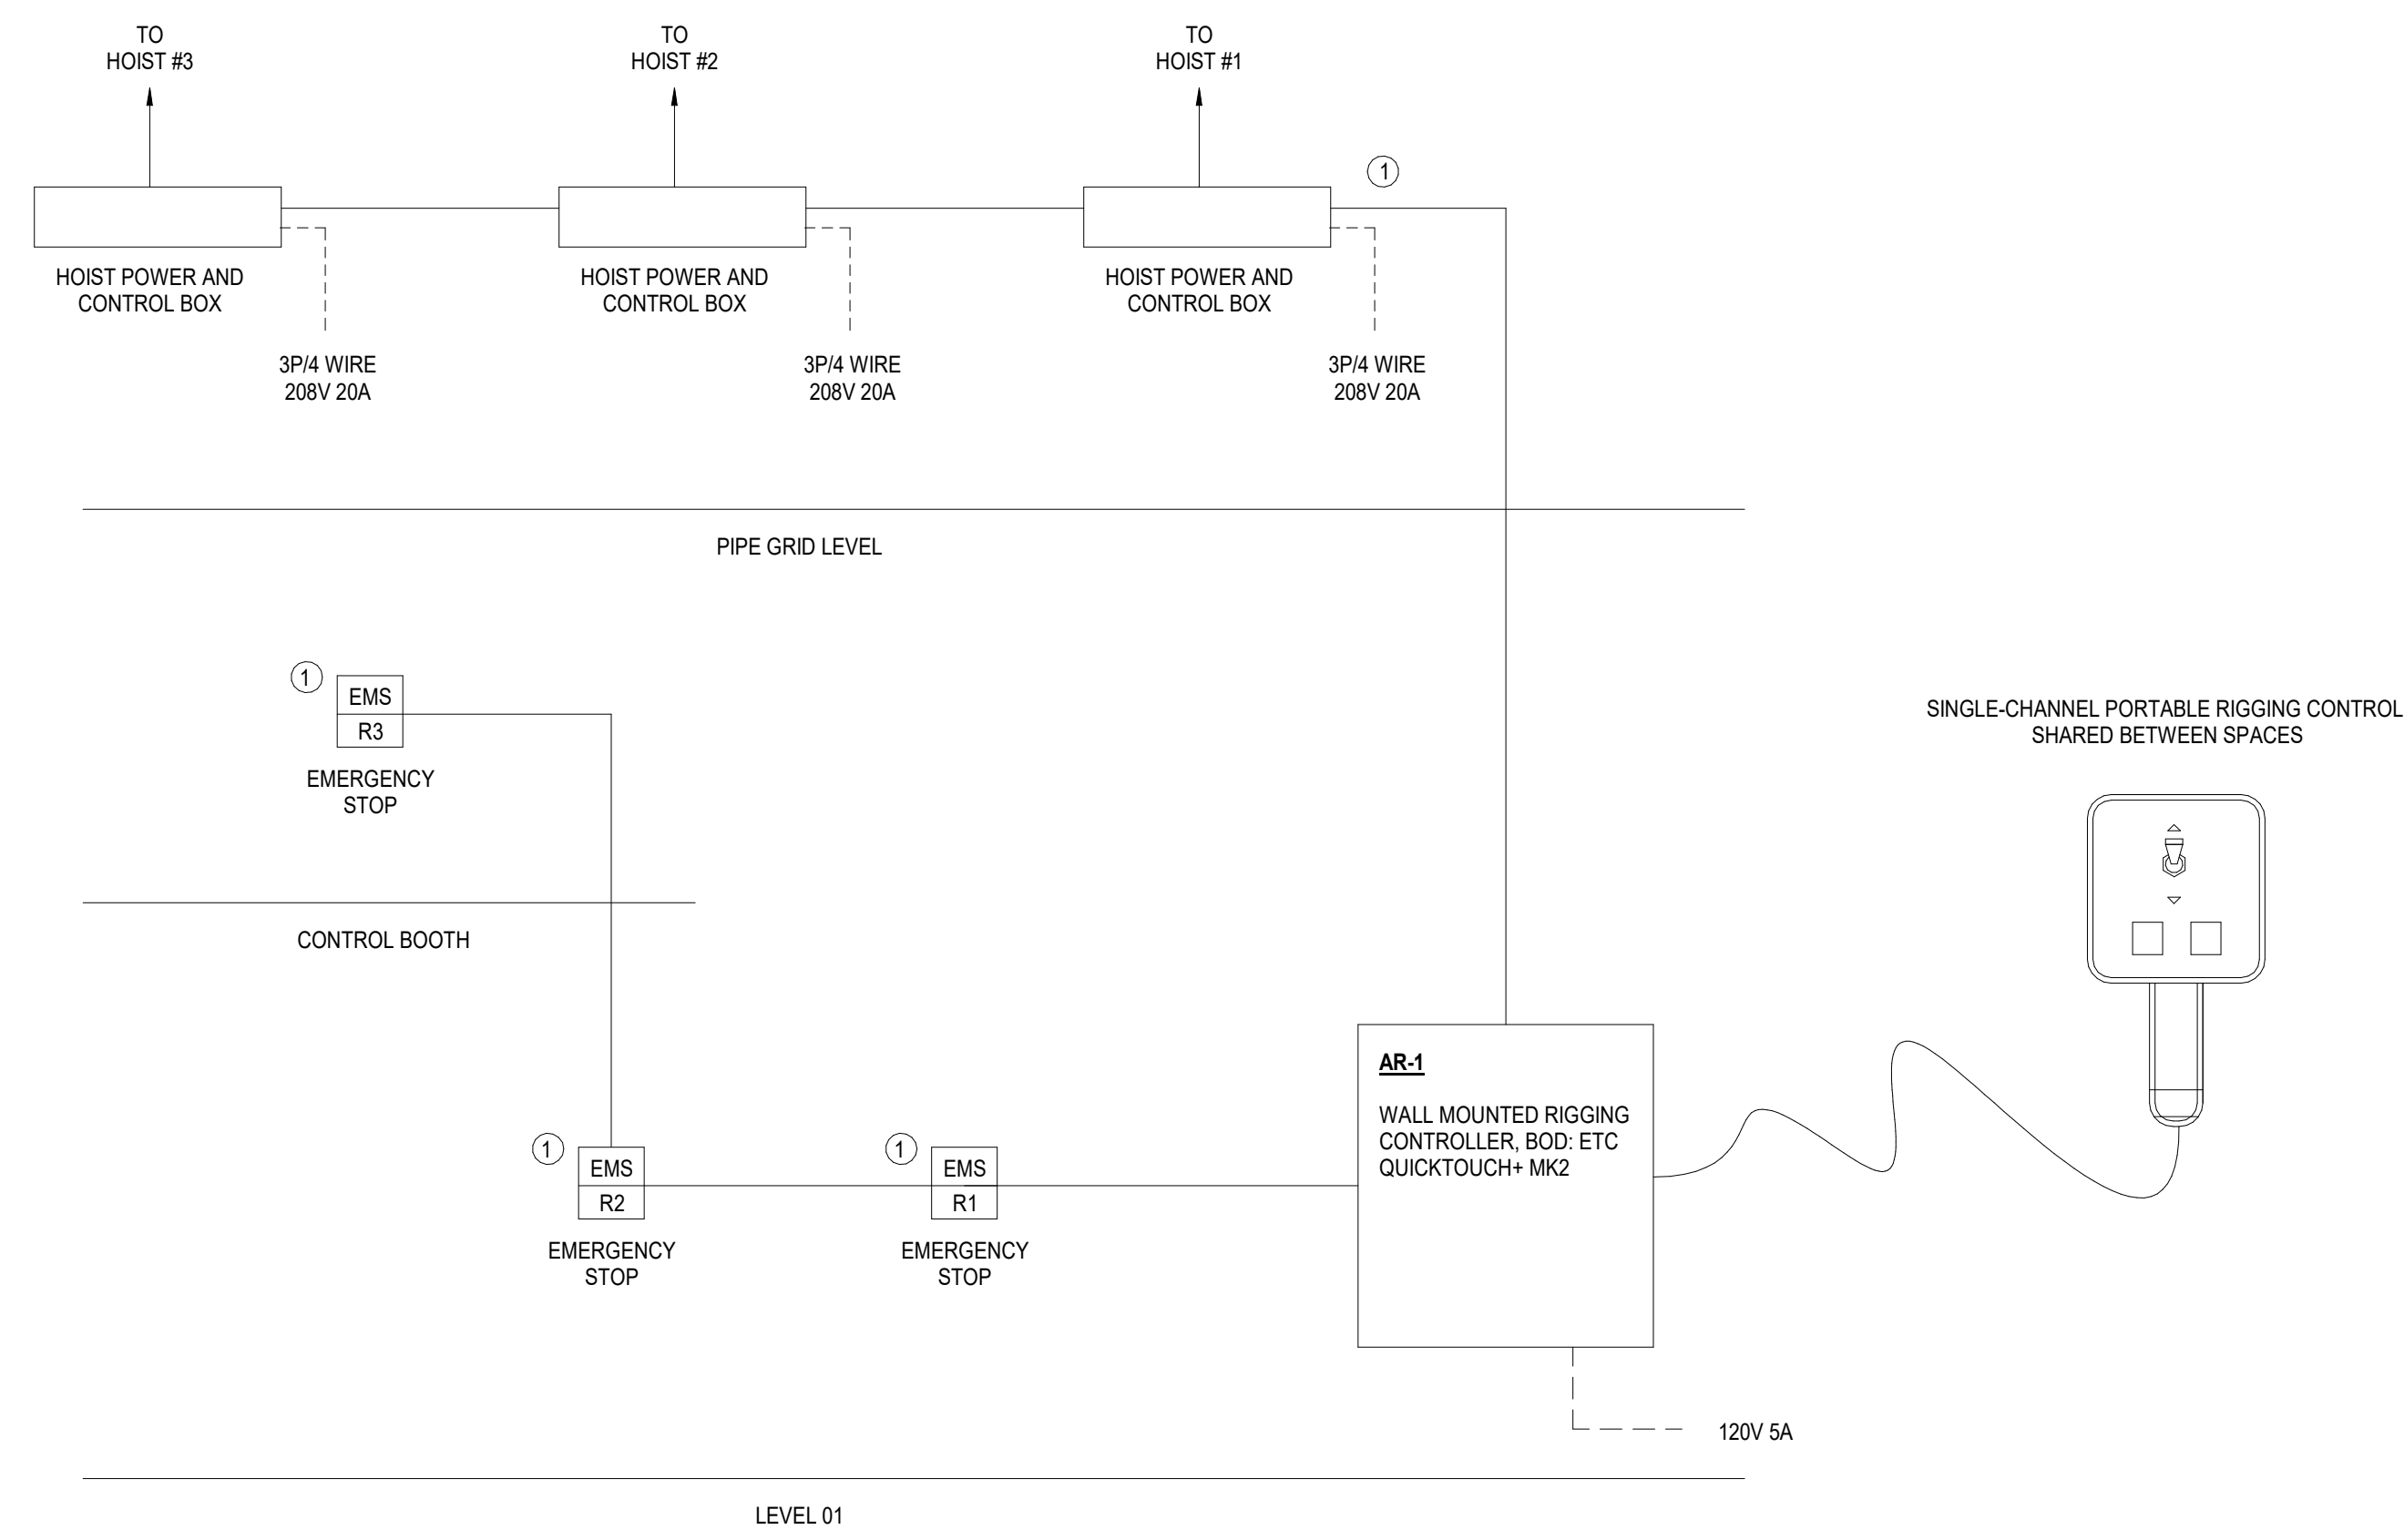 TO
HOIST #3
TO
HOIST #2
TO
HOIST #1
1
HOIST POWER AND
CONTROL BOX
HOIST POWER AND
CONTROL BOX
HOIST POWER AND
CONTROL BOX
3P/4 WIRE
208V 20A
3P/4 WIRE
208V 20A
3P/4 WIRE
208V 20A
PIPE GRID LEVEL
1
EMS
R3
EMERGENCY
STOP
SINGLE-CHANNEL PORTABLE RIGGING CONTROL
SHARED BETWEEN SPACES
CONTROL BOOTH
1
EMS
R2
EMERGENCY
STOP
1
EMS
R1
EMERGENCY
STOP
AR-1
WALL MOUNTED RIGGING
CONTROLLER, BOD: ETC
QUICKTOUCH+ MK2
120V 5A
LEVEL 01